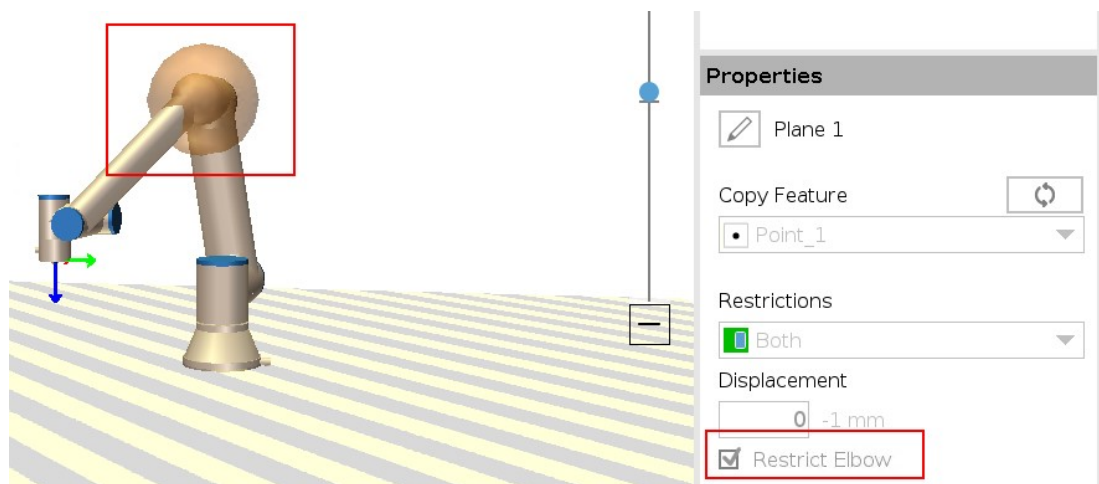 Properties
Plane 1
Copy Feature
Point_1
Restrictions
Both
Displacement
0 -1 mm
Restrict Elbow